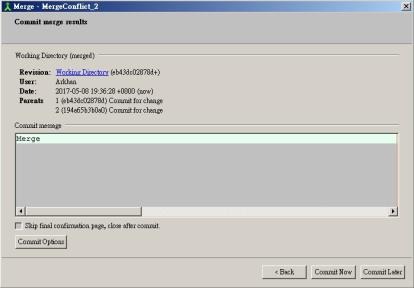 Merge - MergeConflict_2
Commit merge results
Working Directory (merged)
Revision: Working Directory (eb43dc02878d+)
User: Arkhan
Date: 2017-05-08 19:36:28 +0800 (now)
Parents 1 (eb43dc02878d) Commit for change
2 (194e65b3b0a0) Commit for change
Commit message
Merge
Skip final confirmation page, close after commit.
Commit Options
< Back Commit Now Commit Later